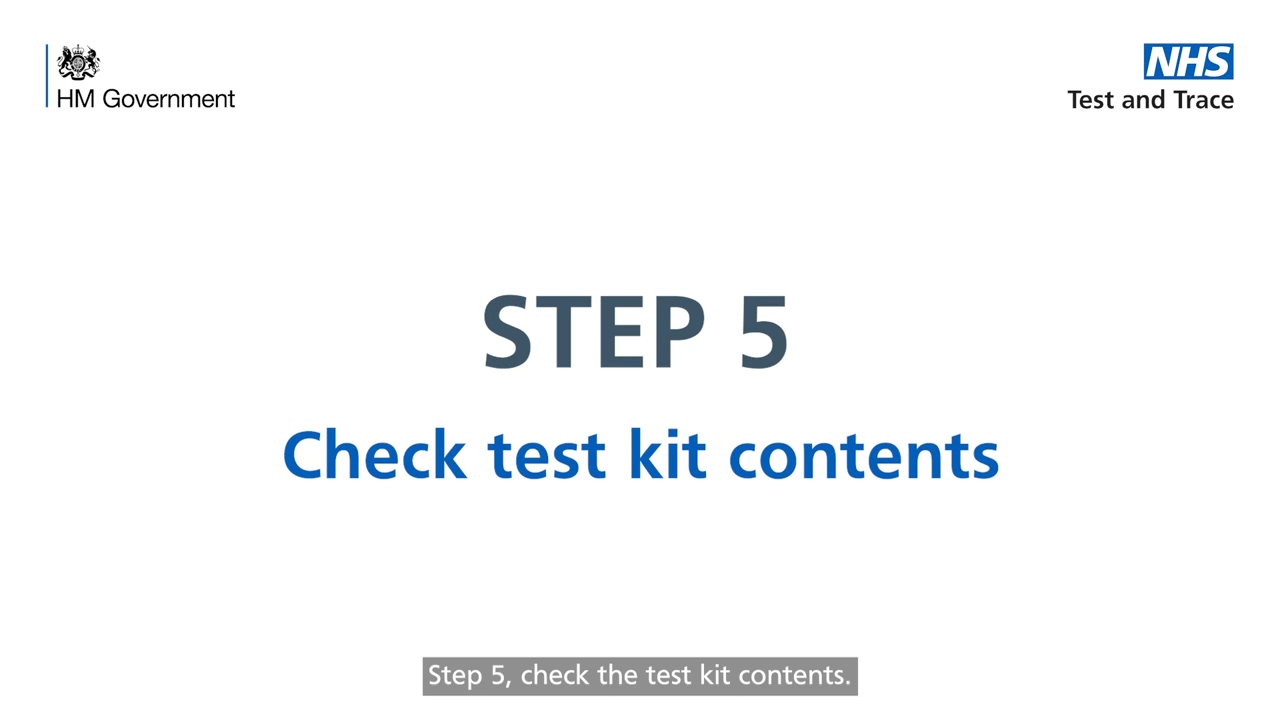 HM Government
NHS
Test and Trace
STEP 5
Check test kit contents
Step 5, check the test kit contents.